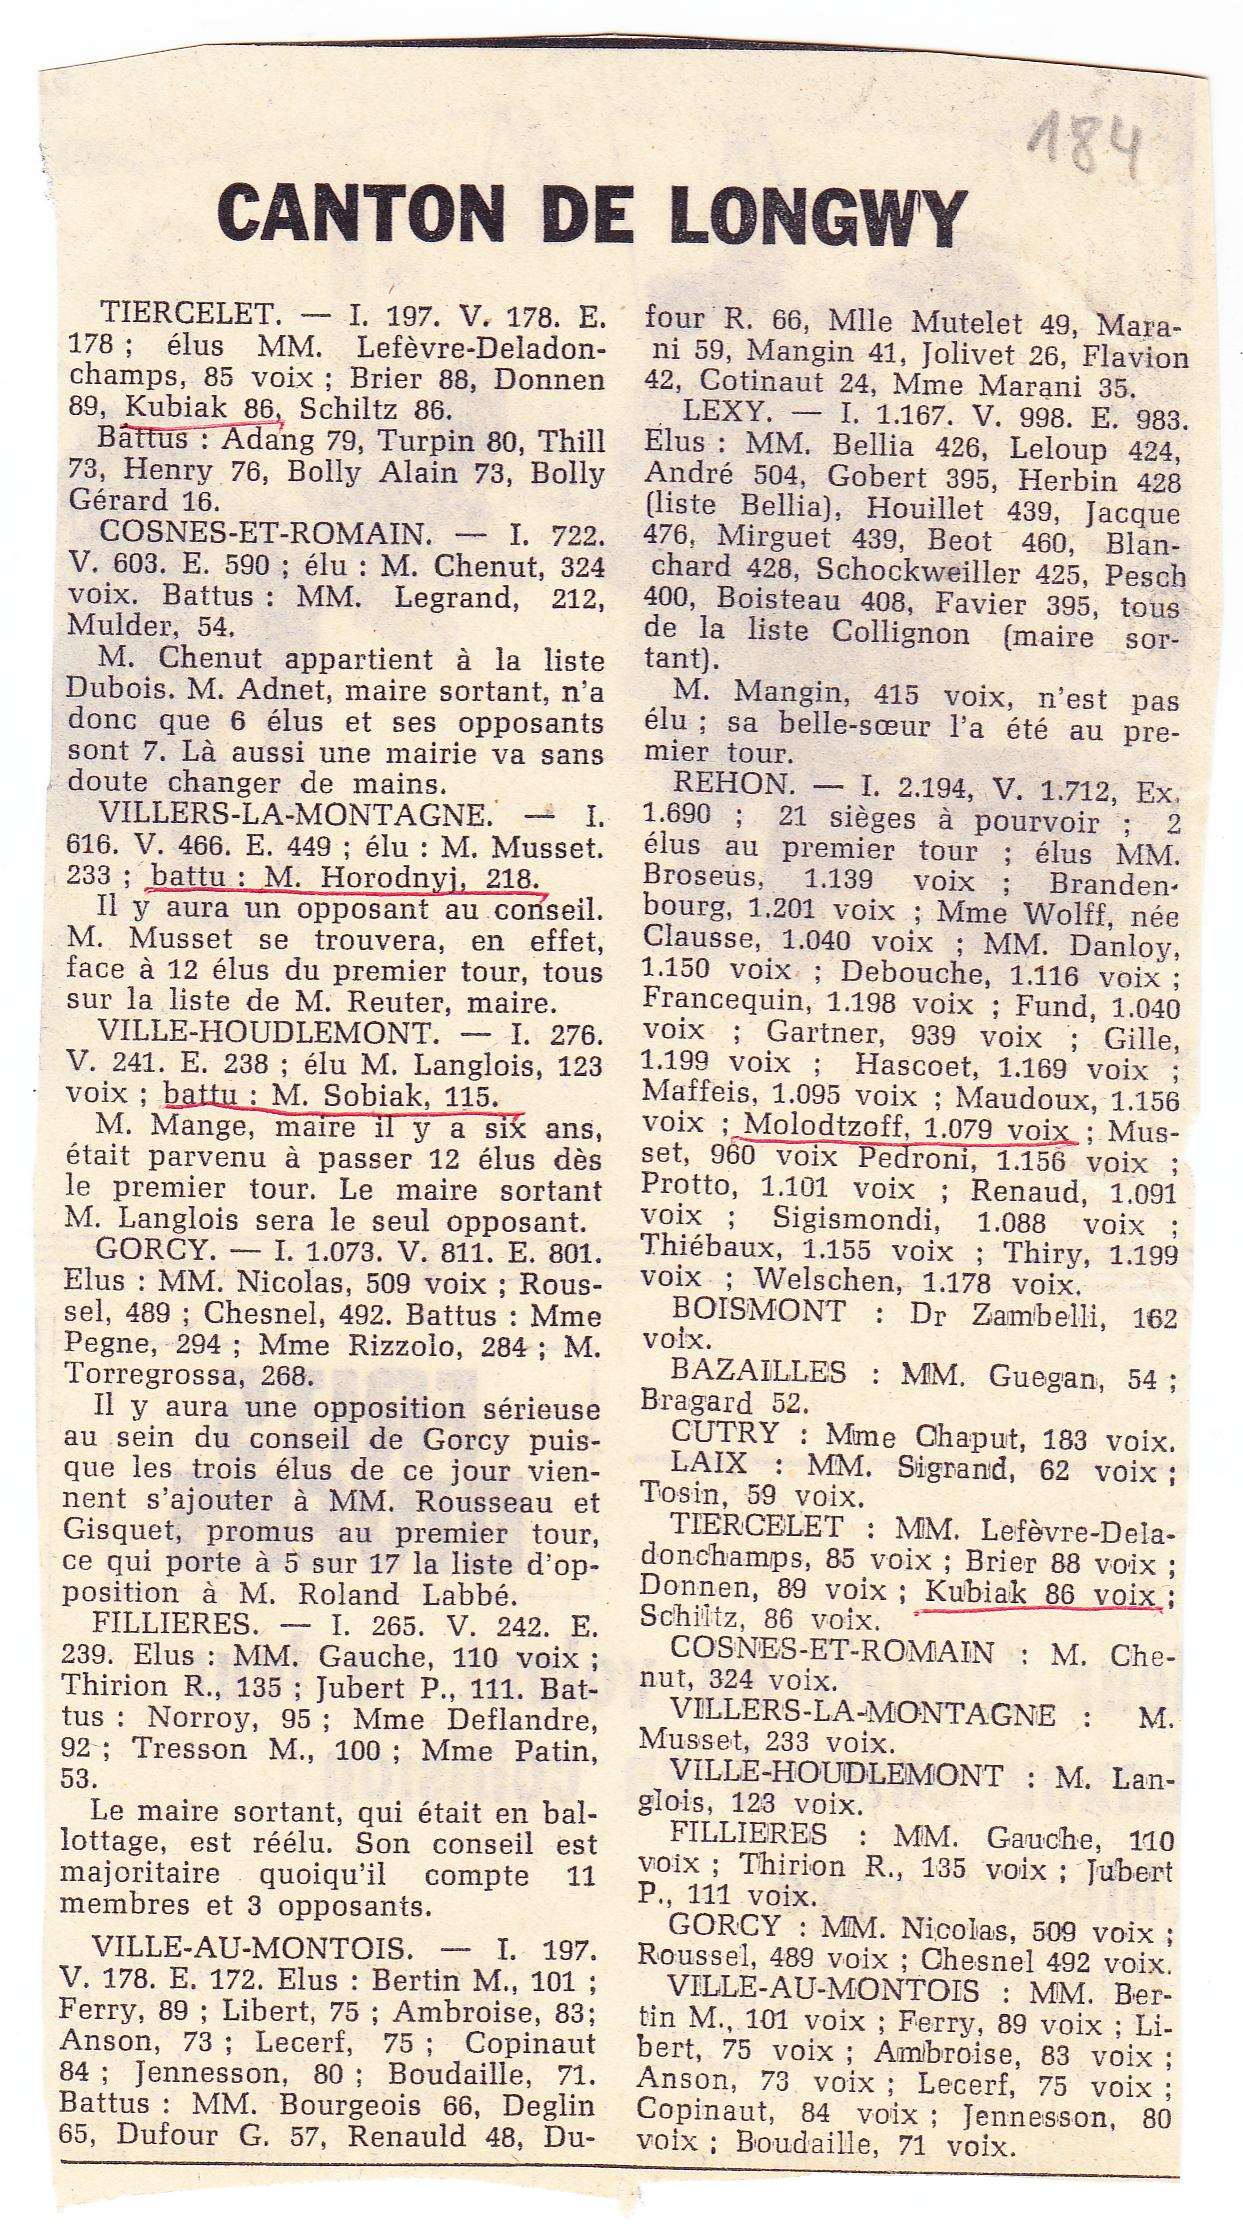 184
CANTON DE LONGWY
TIERCELET. — I. 197. V. 178. E.
178 ; élus MM. Lefèvre-Deladon-
champs, 85 voix ; Brier 88, Donnen
89, Kubiak 86, Schiltz 86.
Battus : Adang 79, Turpin 80, Thill
73, Henry 76, Bolly Alain 73, Bolly
Gérard 16.
COSNES-ET-ROMAIN. — I. 722.
V. 603. E. 590 ; élu : M. Chenut, 324
voix. Battus : MM. Legrand, 212,
Mulder, 54.
M. Chenut appartient à la liste
Dubois. M. Adnet, maire sortant, n'a
donc que 6 élus et ses opposants
sont 7. Là aussi une mairie va sans
doute changer de mains.
VILLERS-LA-MONTAGNE. — I.
616. V. 466. E. 449 ; élu : M. Musset.
233 ; battu : M. Horodnyj, 218.
Il y aura un opposant au conseil.
M. Musset se trouvera, en effet,
face à 12 élus du premier tour, tous
sur la liste de M. Reuter, maire.
VILLE-HOUDLEMONT. — I. 276.
V. 241. E. 238 ; élu M. Langlois, 123
voix ; battu : M. Sobiak, 115.
M. Mange, maire il y a six ans,
était parvenu à passer 12 élus dès
le premier tour. Le maire sortant
M. Langlois sera le seul opposant.
GORCY. — I. 1.073. V. 811. E. 801.
Elus : MM. Nicolas, 509 voix ; Rous-
sel, 489 ; Chesnel, 492. Battus : Mme
Pegne, 294 ; Mme Rizzolo, 284 ; M.
Torregrossa, 268.
Il y aura une opposition sérieuse
au sein du conseil de Gorcy puis-
que les trois élus de ce jour vien-
nent s'ajouter à MM. Rousseau et
Gisquet, promus au premier tour,
ce qui porte à 5 sur 17 la liste d'op-
position à M. Roland Labbé.
FILLIERES. — I. 265. V. 242. E.
239. Elus : MM. Gauche, 110 voix ;
Thirion R., 135 ; Jubert P., 111. Bat-
tus : Norroy, 95 ; Mme Deflandre,
92 ; Tresson M., 100 ; Mme Patin,
53.
Le maire sortant, qui était en bal-
lottage, est réélu. Son conseil est
majoritaire quoiqu'il compte 11
membres et 3 opposants.
VILLE-AU-MONTOIS. — I. 197.
V. 178. E. 172. Elus : Bertin M., 101 ;
Ferry, 89 ; Libert, 75 ; Ambroise, 83;
Anson, 73 ; Lecerf, 75 ; Copinaut
84 ; Jennesson, 80 ; Boudaille, 71.
Battus : MM. Bourgeois 66, Deglin
65, Dufour G. 57, Renauld 48, Du-
four R. 66, Mlle Mutelet 49, Mara-
ni 59, Mangin 41, Jolivet 26, Flavion
42, Cotinaut 24, Mme Marani 35.
LEXY. — I. 1.167. V. 998. E. 983.
Elus : MM. Bellia 426, Leloup 424,
André 504, Gobert 395, Herbin 428
(liste Bellia), Houillet 439, Jacque
476, Mirguet 439, Beot 460, Blan-
chard 428, Schockweiller 425, Pesch
400, Boisteau 408, Favier 395, tous
de la liste Collignon (maire sor-
tant).
M. Mangin, 415 voix, n'est pas
élu ; sa belle-sœur l'a été au pre-
mier tour.
REHON. — I. 2.194, V. 1.712, Ex.
1.690 ; 21 sièges à pourvoir ; 2
élus au premier tour ; élus MM.
Broseus, 1.139 voix ; Branden-
bourg, 1.201 voix ; Mme Wolff, née
Clausse, 1.040 voix ; MM. Danloy,
1.150 voix ; Debouche, 1.116 voix ;
Francequin, 1.198 voix ; Fund, 1.040
voix ; Gartner, 939 voix ; Gille,
1.199 voix ; Hascoet, 1.169 voix ;
Maffeis, 1.095 voix ; Maudoux, 1.156
voix ; Molodtzoff, 1.079 voix ; Mus-
set, 960 voix Pedroni, 1.156 voix ;
Protto, 1.101 voix ; Renaud, 1.091
voix ; Sigismondi, 1.088 voix ;
Thiébaux, 1.155 voix ; Thiry, 1.199
voix ; Welschen, 1.178 voix.
BOISMONT : Dr Zambelli, 162
voix.
BAZAILLES : MM. Guegan, 54 ;
Bragard 52.
CUTRY : Mme Chaput, 183 voix.
LAIX : MM. Sigrand, 62 voix ;
Tosin, 59 voix.
TIERCELET : MM. Lefèvre-Dela-
donchamps, 85 voix ; Brier 88 voix ;
Donnen, 89 voix ; Kubiak 86 voix ;
Schiltz, 86 voix.
COSNES-ET-ROMAIN : M. Che-
nut, 324 voix.
VILLERS-LA-MONTAGNE : M.
Musset, 233 voix.
VILLE-HOUDLEMONT : M. Lan-
glois, 123 voix.
FILLIERES : MM. Gauche, 110
voix ; Thirion R., 135 voix ; Jubert
P., 111 voix.
GORCY : MM. Nicolas, 509 voix ;
Roussel, 489 voix ; Chesnel 492 voix.
VILLE-AU-MONTOIS : MM. Ber-
tin M., 101 voix ; Ferry, 89 voix ; Li-
bert, 75 voix ; Ambroise, 83 voix ;
Anson, 73 voix ; Lecerf, 75 voix ;
Copinaut, 84 voix ; Jennesson, 80
voix ; Boudaille, 71 voix.